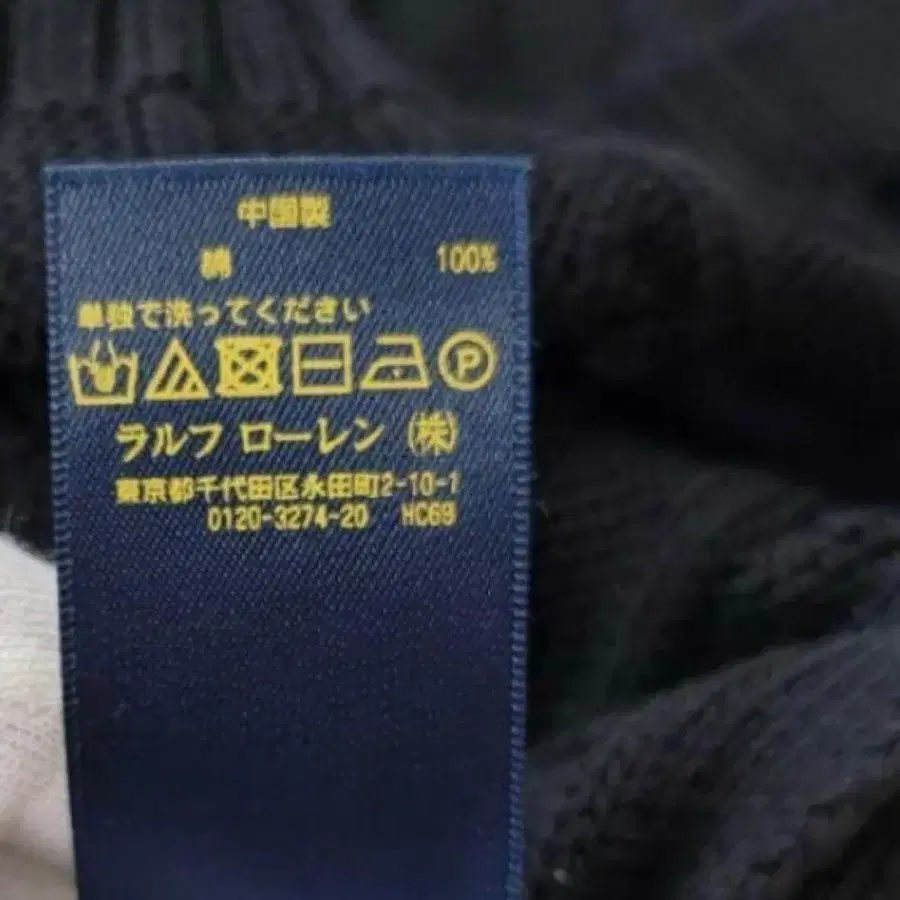 中国製
綿 100%
単独で洗ってください
P
ラルフ ローレン (株)
東京都千代田区永田町2-10-1
0120-3274-20 HC69